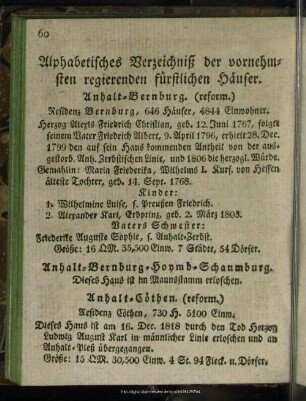 60
Alphabetisches Verzeichniß der vornehm-
sten regierenden fürstlichen Häuser.
Anhalt-Bernburg. (reform.)
Residenz Bernburg, 646 Häuser, 4844 Einwohner.
Herzog Alexis Friedrich Christian, geb. 12. Juni 1767, folgte
seinem Vater Friedrich Albert, 9. April 1796, erhielt 28. Dec.
1799 den auf sein Haus kommenden Antheil von der aus-
gestorb. Anh. Zerbstischen Linie, und 1806 die herzogl. Würde.
Gemahlin: Maria Friederika, Wilhelms I. Kurf. von Hessen
älteste Tochter, geb. 14. Sept. 1768.
Kinder:
1. Wilhelmine Luise, s. Preußen Friedrich.
2. Alexander Karl, Erbprinz, geb. 2. März 1805.
Vaters Schwester:
Friederike Auguste Sophie, s. Anhalt-Zerbst.
Größe: 16 QM. 35,500 Einw. 7 Städte, 54 Dörfer.
Anhalt-Bernburg-Hoymb-Schaumburg.
Dieses Haus ist im Mannsstamm erloschen.
Anhalt-Cöthen. (reform.)
Residenz Cöthen, 730 H. 5100 Einw.
Dieses Haus ist am 16. Dec. 1818 durch den Tod Herzog
Ludwig August Karl in männlicher Linie erloschen und an
Anhalt-Pleß übergegangen.
Größe: 15 QM. 30,500 Einw. 4 St. 94 Fleck. u. Dörfer.